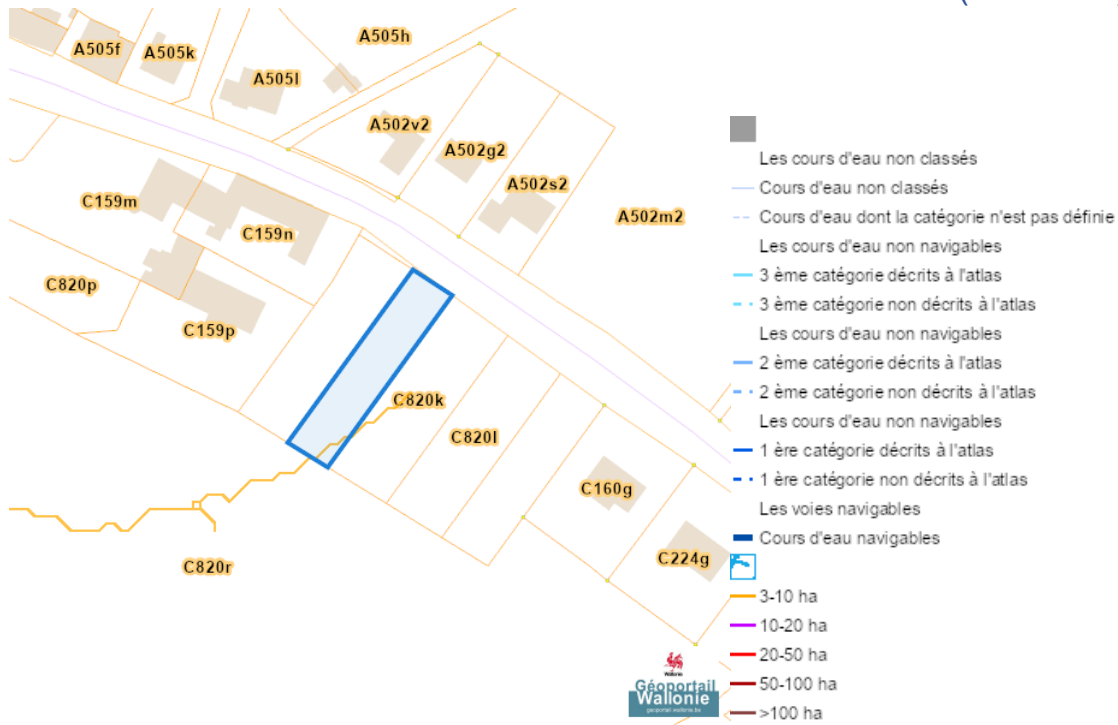 A505h
A505f
A505k
A505l
A502v2
A502g2
A502s2
A502m2
C159m
C159n
C820p
C159p
C820k
C820l
C160g
C224g
C820r
Les cours d'eau non classés
Cours d'eau non classés
Cours d'eau dont la catégorie n'est pas définie
Les cours d'eau non navigables
3 ème catégorie décrits à l'atlas
3 ème catégorie non décrits à l'atlas
Les cours d'eau non navigables
2 ème catégorie décrits à l'atlas
2 ème catégorie non décrits à l'atlas
Les cours d'eau non navigables
1 ère catégorie décrits à l'atlas
1 ère catégorie non décrits à l'atlas
Les voies navigables
Cours d'eau navigables
3-10 ha
10-20 ha
20-50 ha
50-100 ha
>100 ha
Wallonie
Géoportail
Wallonie
geoportail.wallonie.be